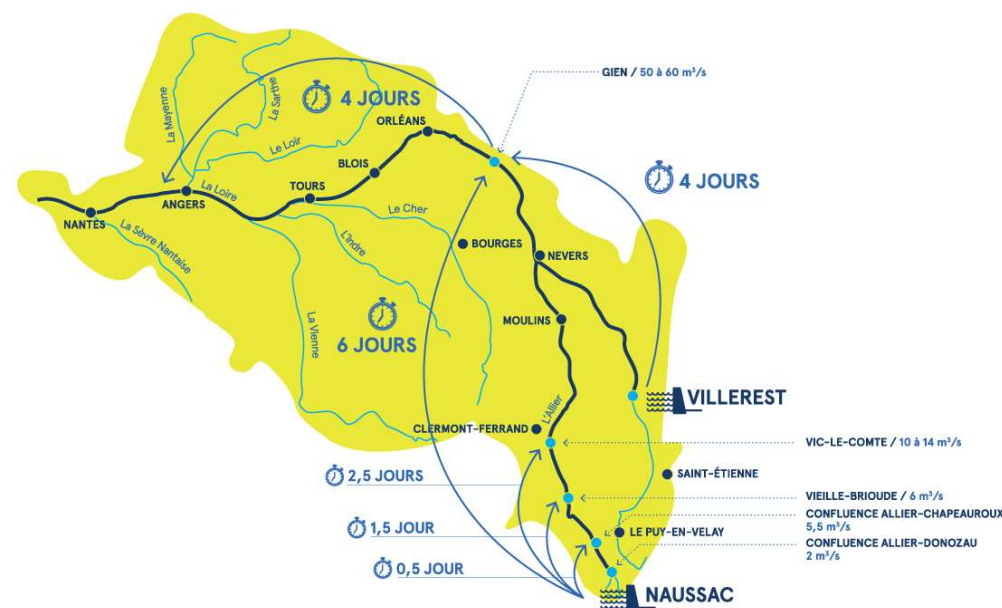 GIEN / 50 à 60 m³/s
4 JOURS
La Mayenne
La Sarthe
Le Loir
ORLÉANS
BLOIS
TOURS
La Loire
ANGERS
NANTES
La Sèvre Nantaise
4 JOURS
Le Cher
L'Indre
BOURGES
NEVERS
La Vienne
6 JOURS
MOULINS
VILLEREST
L'Allier
CLERMONT-FERRAND
VIC-LE-COMTE / 10 à 14 m³/s
2,5 JOURS
SAINT-ÉTIENNE
VIEILLE-BRIOUDE / 6 m³/s
CONFLUENCE ALLIER-CHAPEAUROUX
5,5 m³/s
1,5 JOUR
LE PUY-EN-VELAY
CONFLUENCE ALLIER-DONOZAU
2 m³/s
0,5 JOUR
NAUSSAC